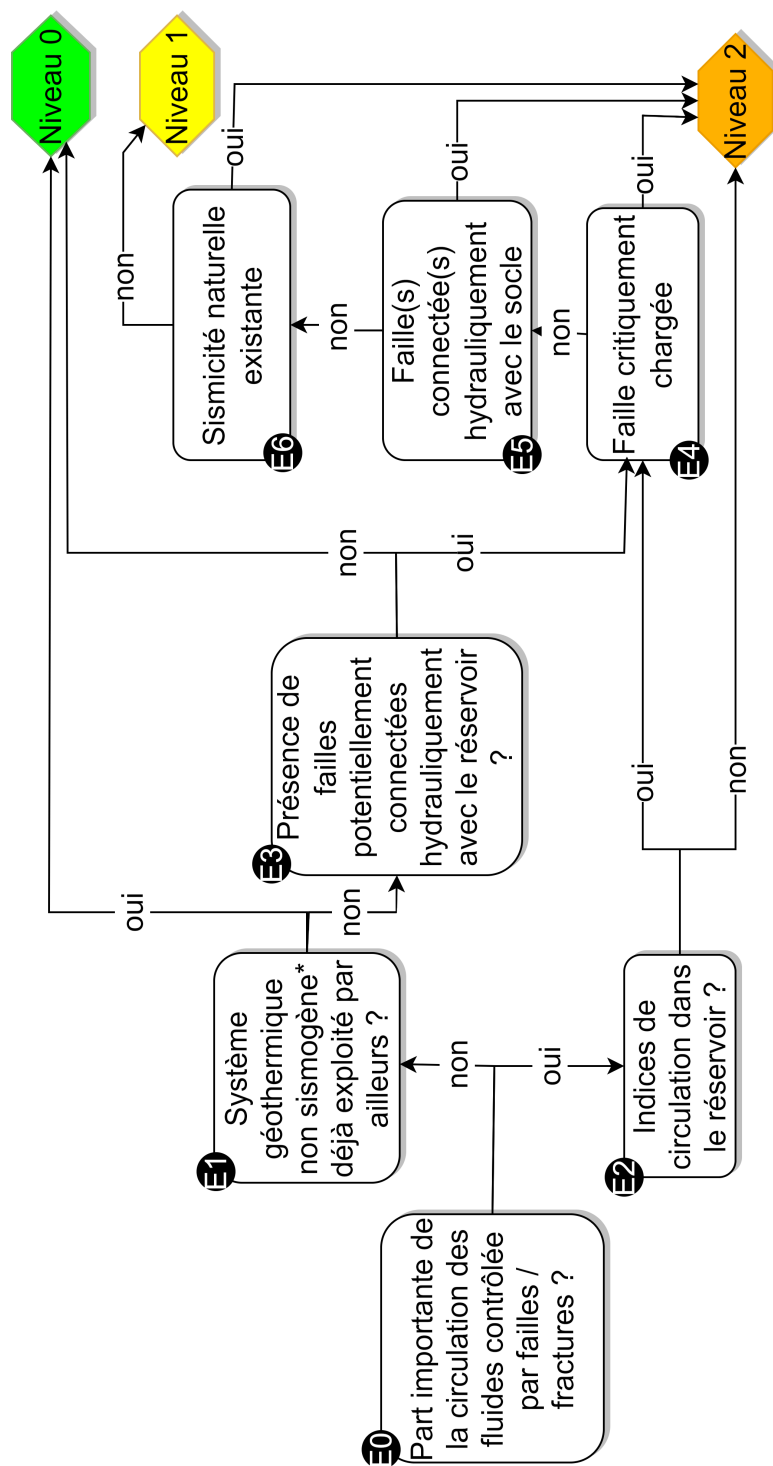 E0
Part importante de
la circulation des
fluides contrôlée
par failles /
fractures ?
non
oui
E1
Système
géothermique
non sismogène*
déjà exploité par
ailleurs ?
oui
non
E2
Indices de
circulation dans
le réservoir ?
oui
non
E3
Présence de
failles
potentiellement
connectées
hydrauliquement
avec le réservoir
?
non
oui
E6
Sismicité naturelle
existante
non
oui
E5
Faille(s)
connectée(s)
hydrauliquement
avec le socle
non
oui
E4
Faille critiquement
chargée
non
oui
Niveau 0
Niveau 1
Niveau 2